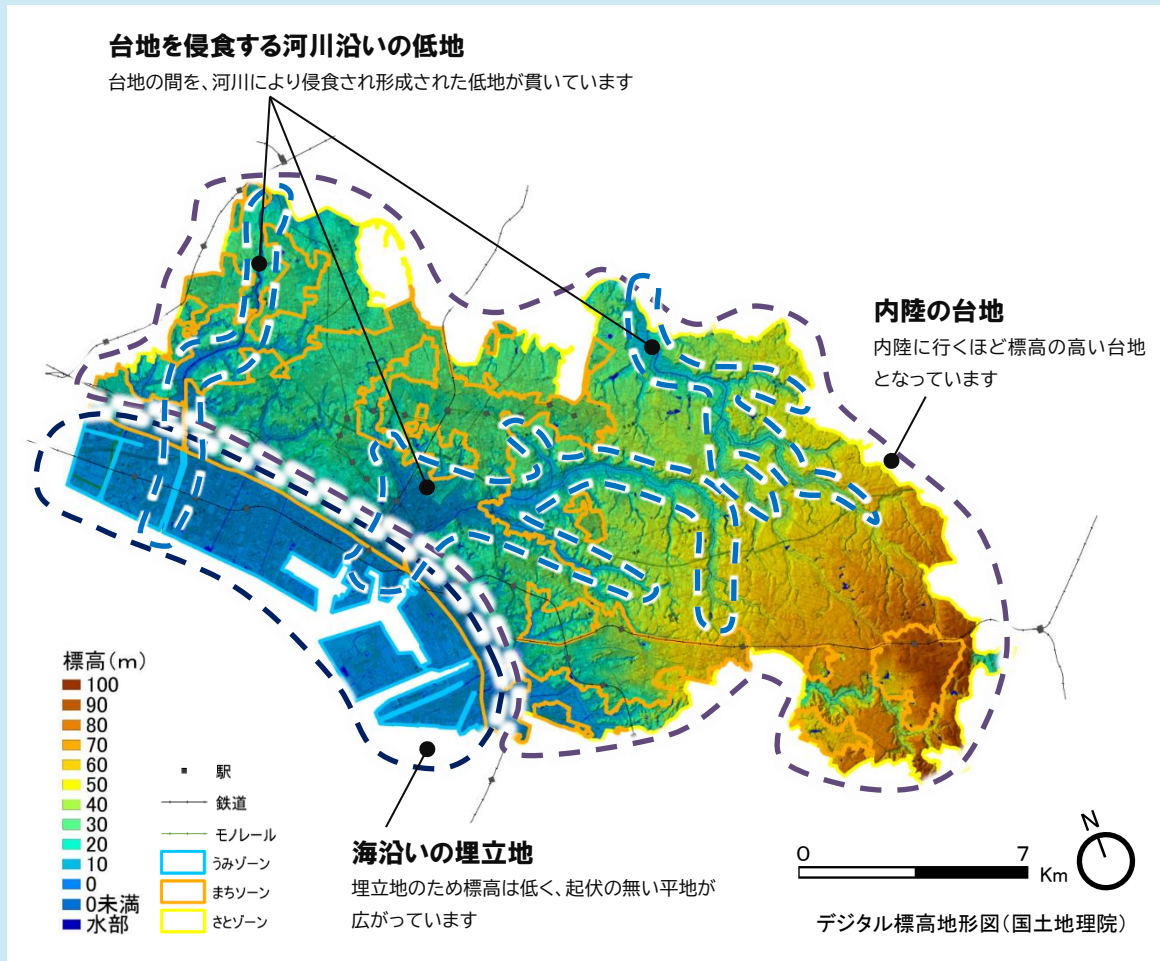 台地を侵食する河川沿いの低地
台地の間を、河川により侵食され形成された低地が貫いています
内陸の台地
内陸に行くほど標高の高い台地
となっています
標高(m)
100
90
80
70
60
50
40
30
20
10
0
0未満
水部
駅
鉄道
モノレール
うみゾーン
まちゾーン
さとゾーン
海沿いの埋立地
埋立地のため標高は低く、起伏の無い平地が
広がっています
0 7
Km
N
デジタル標高地形図(国土地理院)